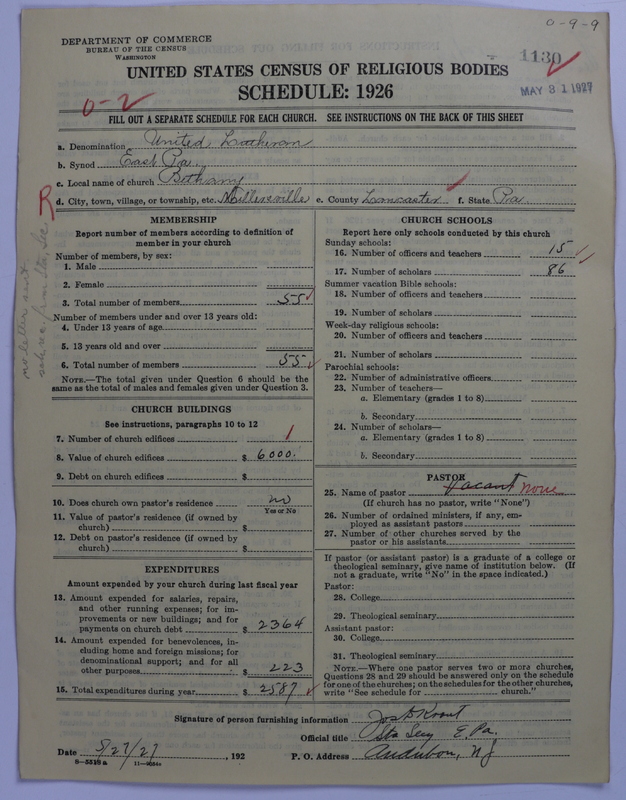 0-9-9
DEPARTMENT OF COMMERCE
BUREAU OF THE CENSUS
WASHINGTON
1130
MAY 31 1927
UNITED STATES CENSUS OF RELIGIOUS BODIES
SCHEDULE: 1926
0-2
FILL OUT A SEPARATE SCHEDULE FOR EACH CHURCH. SEE INSTRUCTIONS ON THE BACK OF THIS SHEET
a. Denomination United Lutheran
b. Synod East Pa.
c. Local name of church Bethany
R
d. City, town, village, or township, etc. Millersville e. County Lancaster f. State Pa
no letter sent
MEMBERSHIP
Report number of members according to definition of
member in your church
Number of members, by sex:
1. Male
2. Female
3. Total number of members 55
Number of members under and over 13 years old:
4. Under 13 years of age
5. 13 years old and over
6. Total number of members 55
NOTE.—The total given under Question 6 should be the
same as the total of males and females given under Question 3.
CHURCH BUILDINGS
See instructions, paragraphs 10 to 12
7. Number of church edifices 1
8. Value of church edifices $ 6000.
9. Debt on church edifices $
10. Does church own pastor's residence no
Yes or No
11. Value of pastor's residence (if owned by
church) $
12. Debt on pastor's residence (if owned by
church) $
EXPENDITURES
Amount expended by your church during last fiscal year
13. Amount expended for salaries, repairs,
and other running expenses; for im-
provements or new buildings; and for
payments on church debt $ 2364
14. Amount expended for benevolences, in-
cluding home and foreign missions; for
denominational support; and for all
other purposes $ 223
15. Total expenditures during year $ 2587
CHURCH SCHOOLS
Report here only schools conducted by this church
Sunday schools:
16. Number of officers and teachers 15
17. Number of scholars 86
Summer vacation Bible schools:
18. Number of officers and teachers
19. Number of scholars
Week-day religious schools:
20. Number of officers and teachers
21. Number of scholars
Parochial schools:
22. Number of administrative officers
23. Number of teachers—
a. Elementary (grades 1 to 8)
b. Secondary
24. Number of scholars—
a. Elementary (grades 1 to 8)
b. Secondary
PASTOR
25. Name of pastor Vacant None
(If church has no pastor, write "None")
26. Number of ordained ministers, if any, em-
ployed as assistant pastors
27. Number of other churches served by the
pastor or his assistants
If pastor (or assistant pastor) is a graduate of a college or
theological seminary, give name of institution below. (If
not a graduate, write "No" in the space indicated.)
Pastor:
28. College
29. Theological seminary
Assistant pastor:
30. College
31. Theological seminary
NOTE.—Where one pastor serves two or more churches,
Questions 28 and 29 should be answered only on the schedule
for one of the churches; on the schedules for the other churches,
write "See schedule for church."
Signature of person furnishing information Jos D Krout
Official title Sta Secy E. Pa.
Date 5/27/27, 192 P. O. Address Audubon, NJ
8—5518a 11—9054c